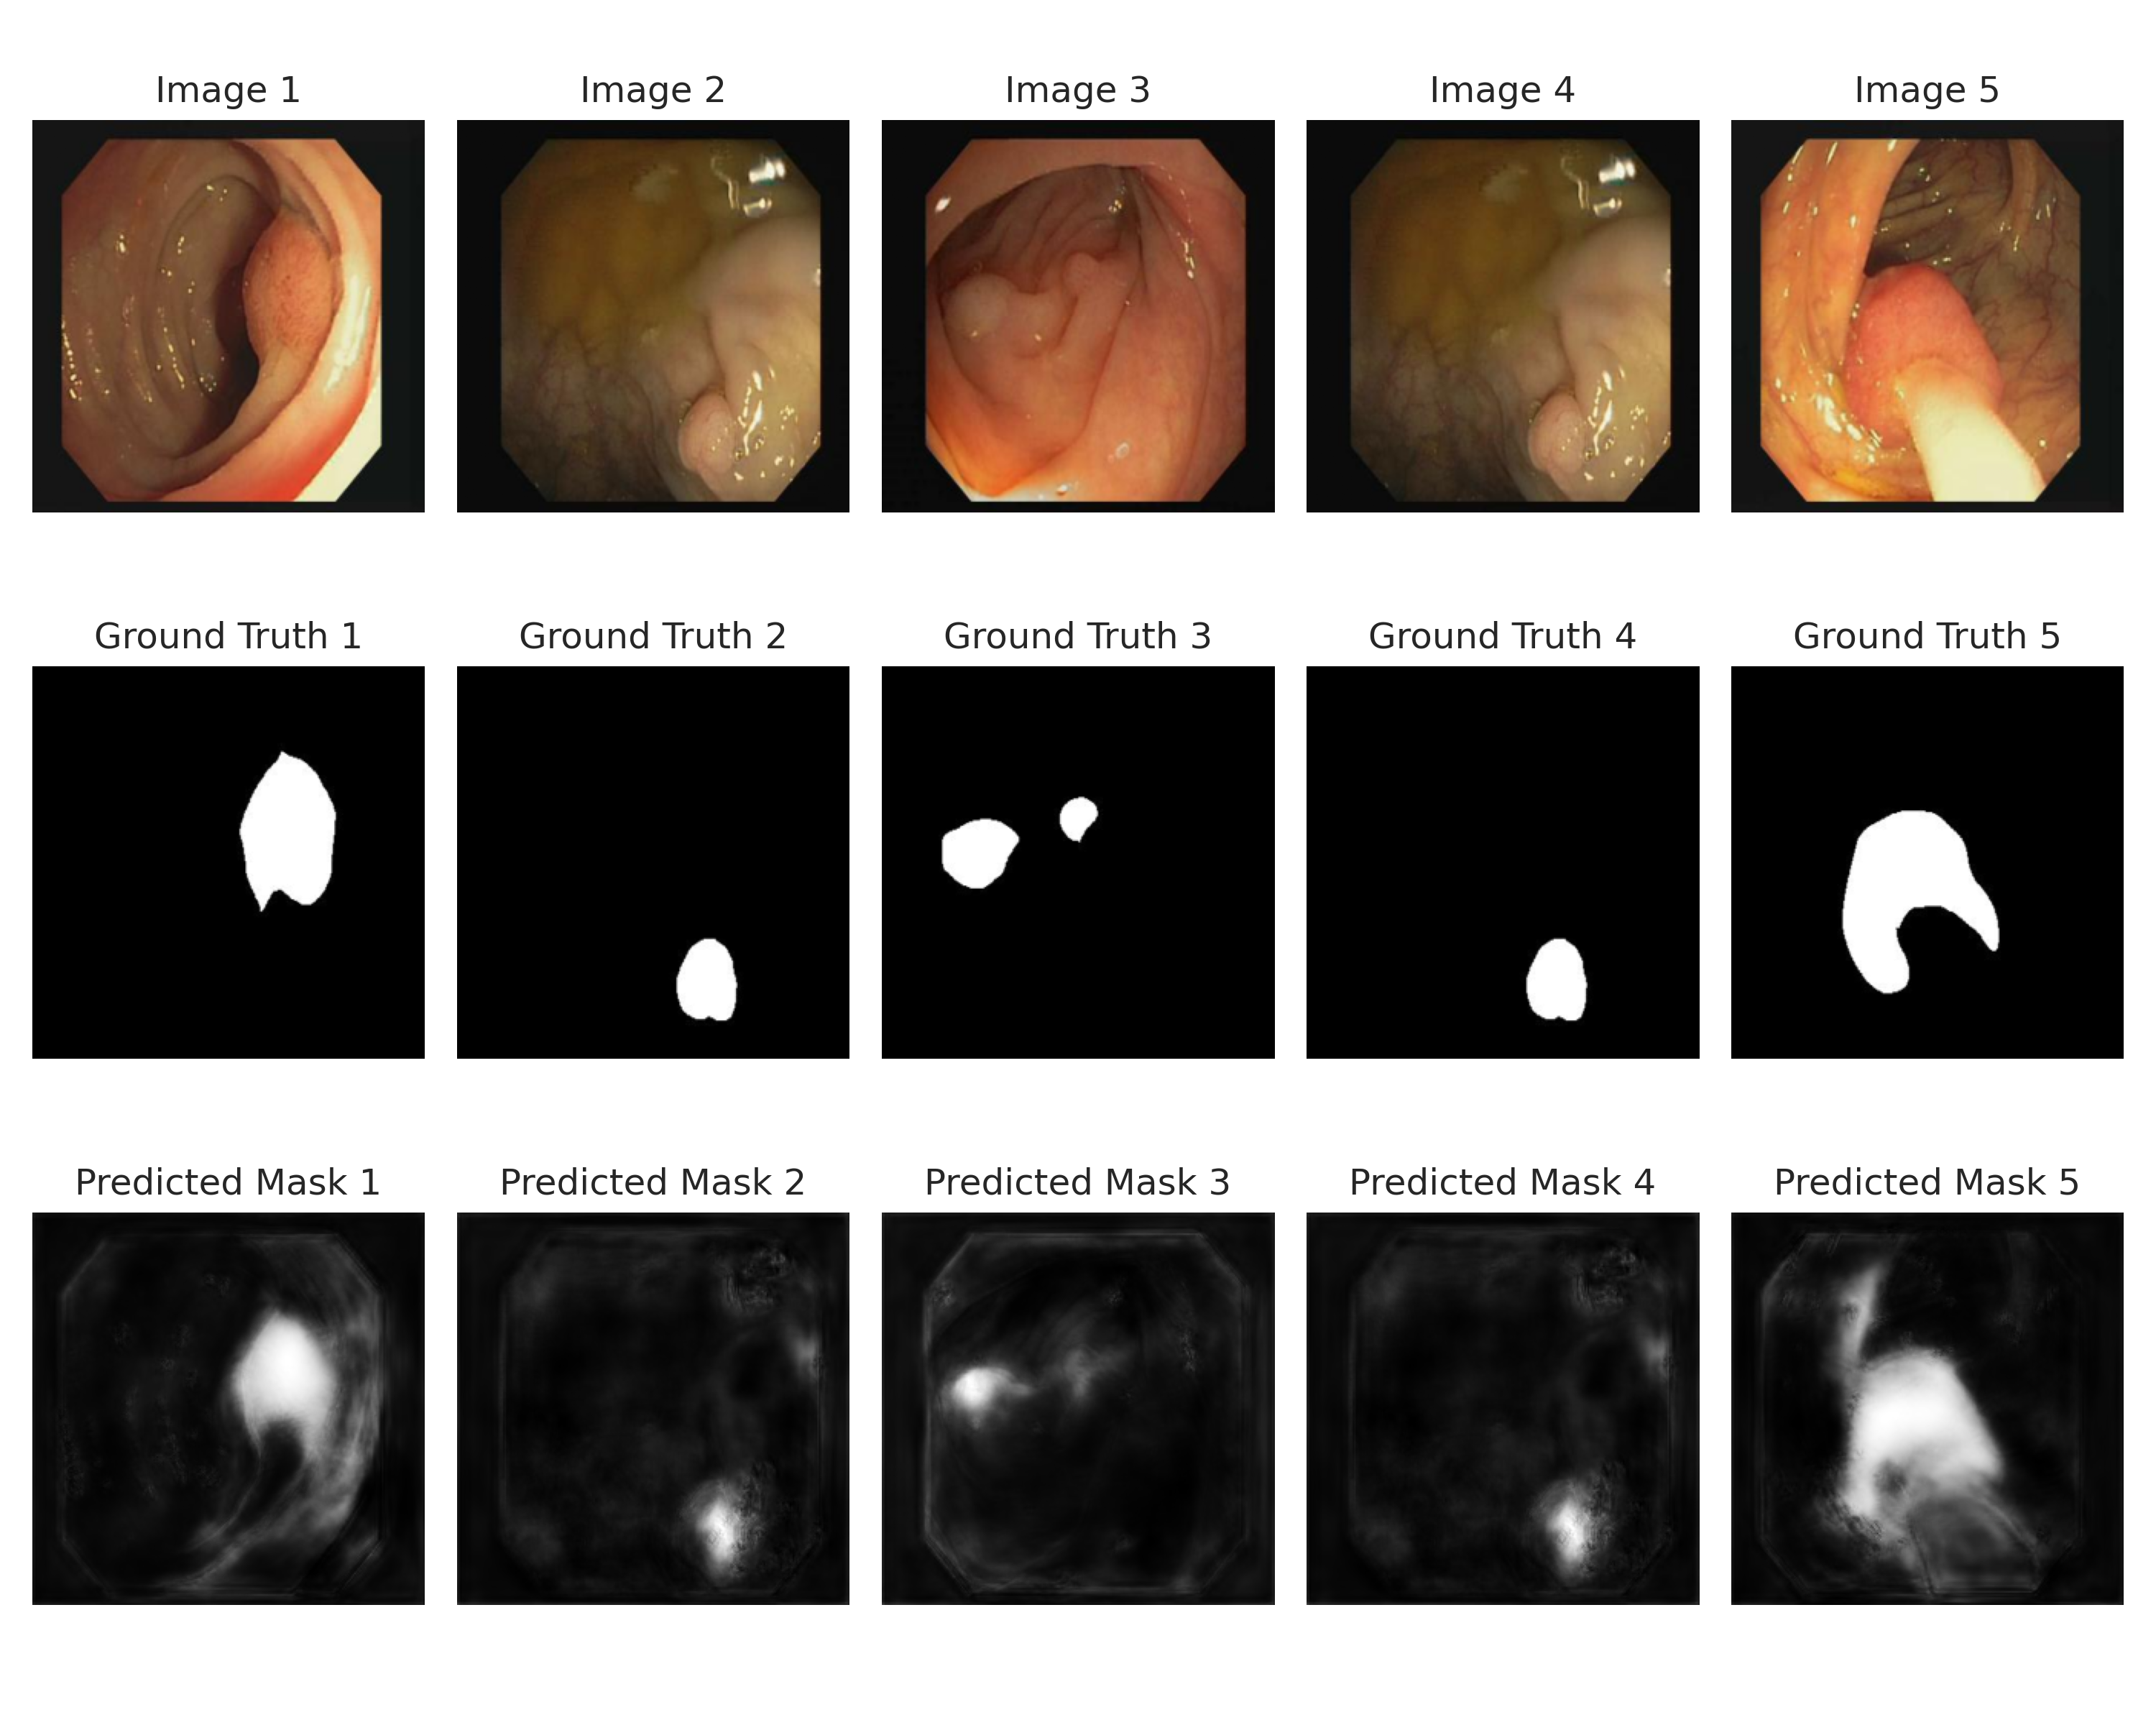 Image 1
Image 2
Image 3
Image 4
Image 5
Ground Truth 1
Ground Truth 2
Ground Truth 3
Ground Truth 4
Ground Truth 5
Predicted Mask 1
Predicted Mask 2
Predicted Mask 3
Predicted Mask 4
Predicted Mask 5